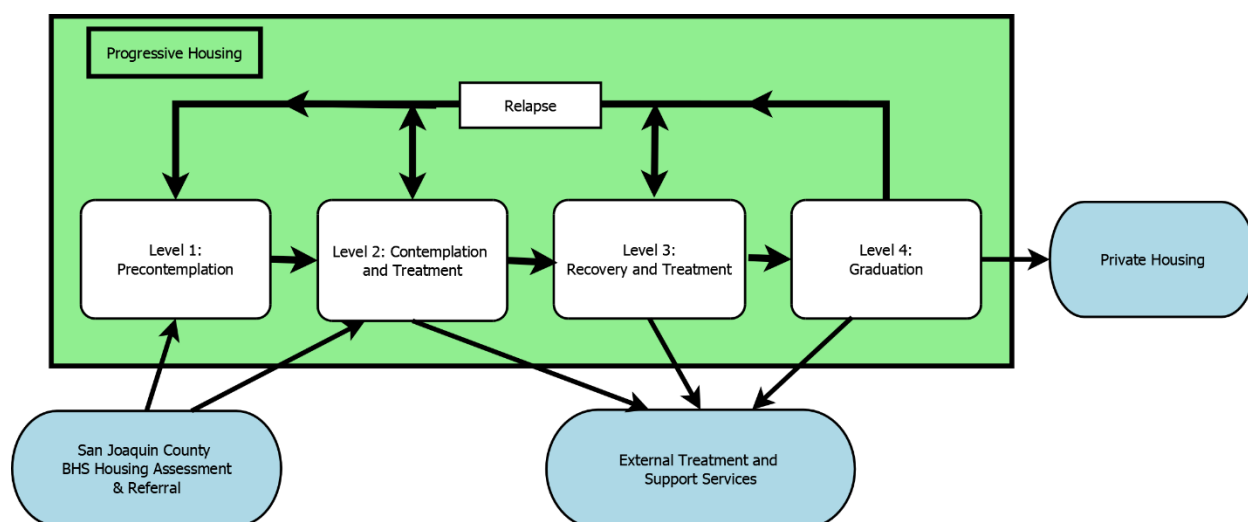 Progressive Housing
Relapse
Level 1:
Precontemplation
Level 2: Contemplation
and Treatment
Level 3:
Recovery and Treatment
Level 4:
Graduation
Private Housing
San Joaquin County
BHS Housing Assessment
& Referral
External Treatment and
Support Services